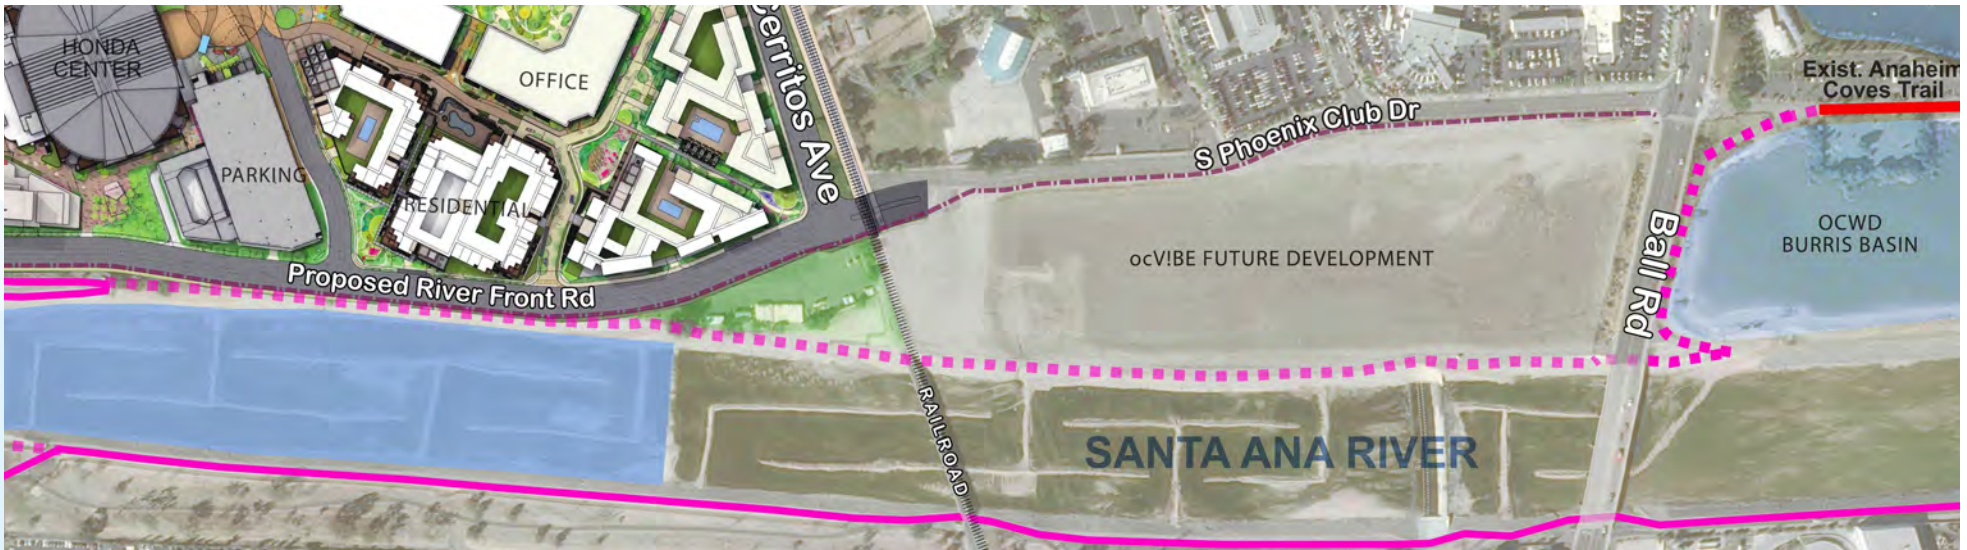 HONDA
CENTER
OFFICE
PARKING
RESIDENTIAL
Cerritos Ave
Proposed River Front Rd
S Phoenix Club Dr
ocV!BE FUTURE DEVELOPMENT
Ball Rd
Exist. Anaheim
Coves Trail
OCWD
BURRIS BASIN
RAILROAD
SANTA ANA RIVER